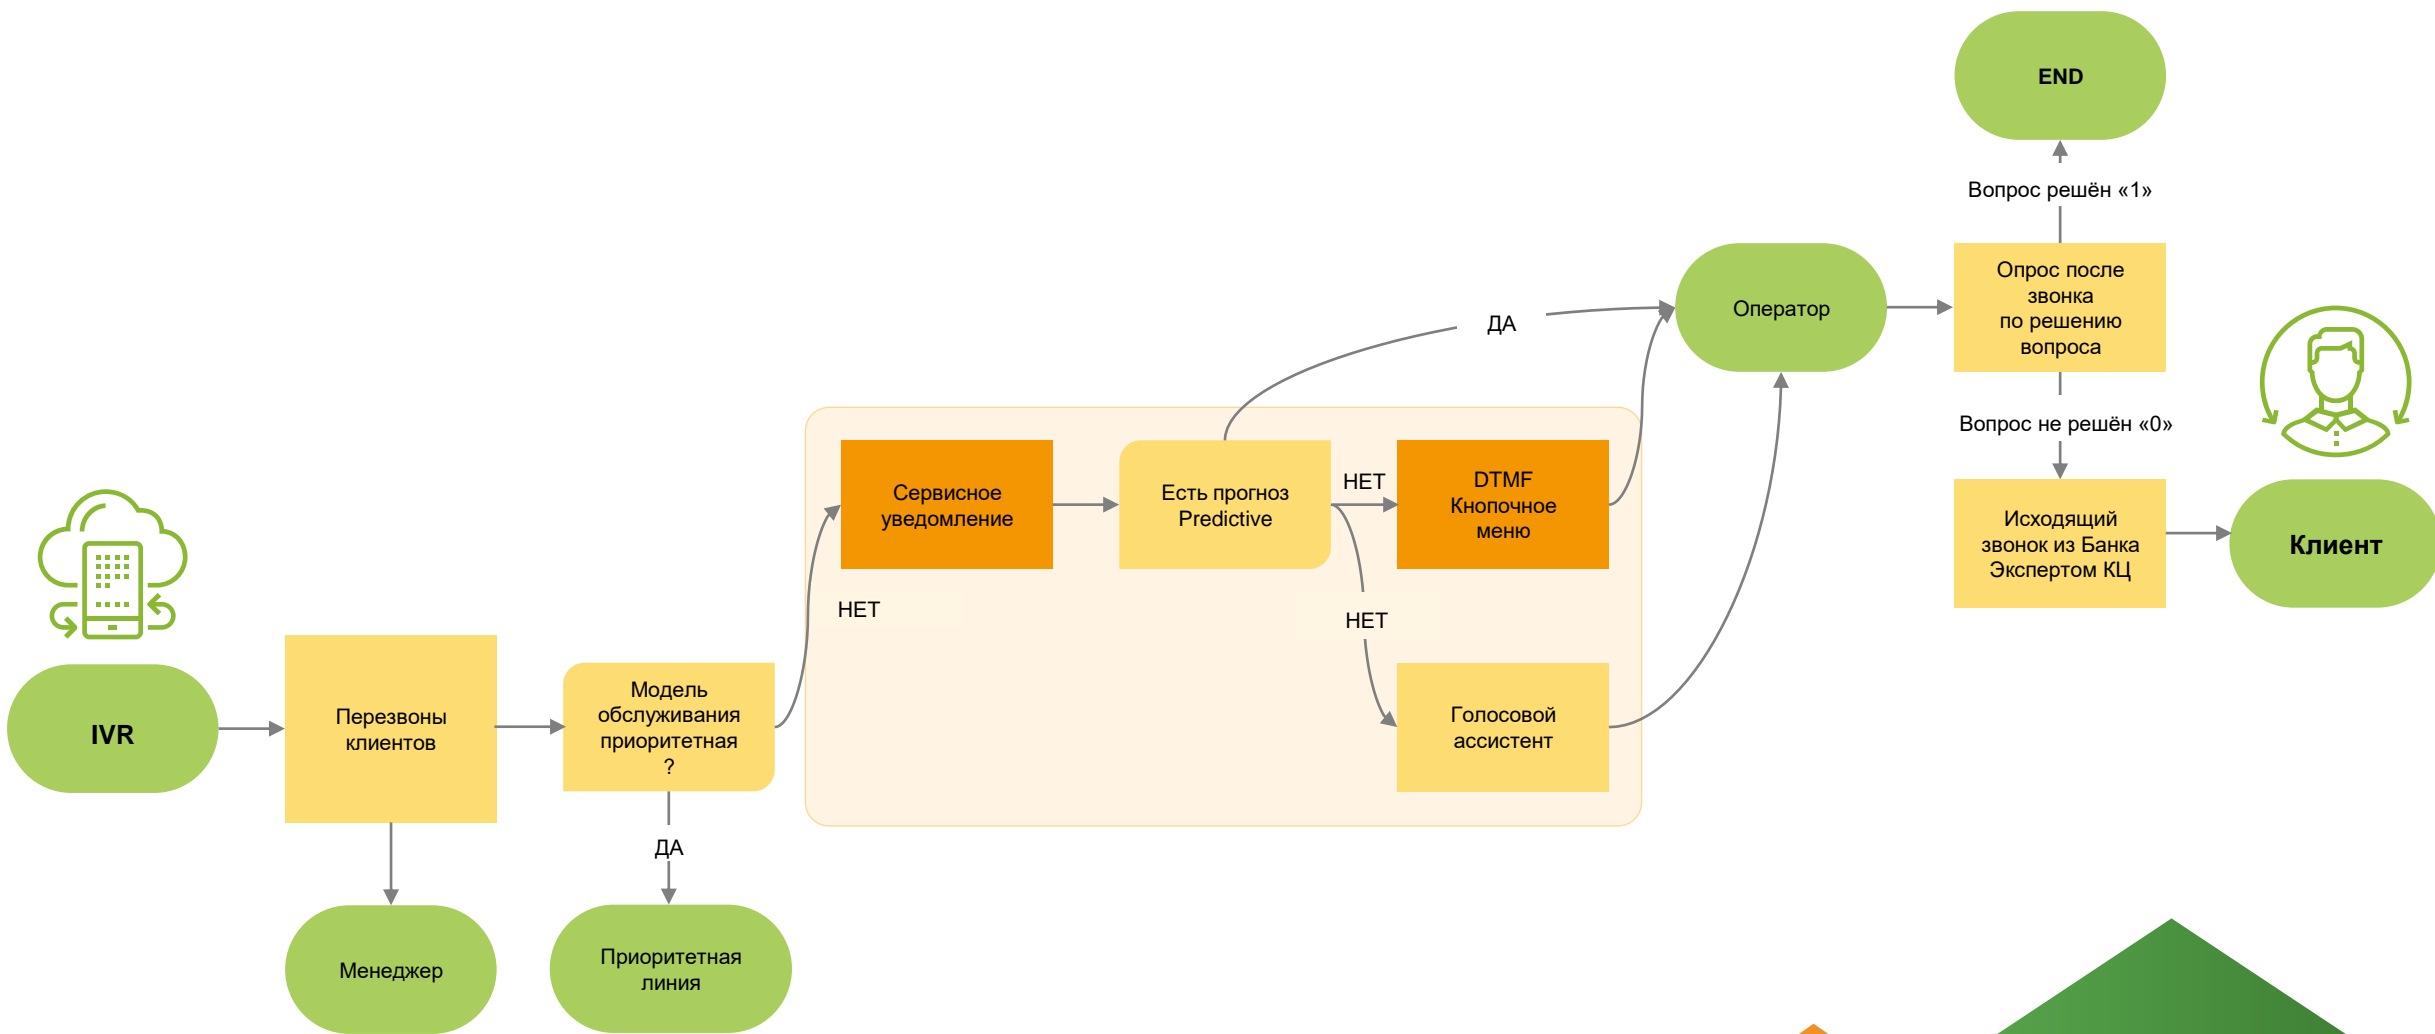 IVR
Перезвоны
клиентов
Менеджер
Модель
обслуживания
приоритетная
?
ДА
Приоритетная
линия
НЕТ
Сервисное
уведомление
Есть прогноз
Predictive
НЕТ
DTMF
Кнопочное
меню
НЕТ
Голосовой
ассистент
ДА
Оператор
Опрос после
звонка
по решению
вопроса
Вопрос решён «1»
END
Вопрос не решён «0»
Исходящий
звонок из Банка
Экспертом КЦ
Клиент